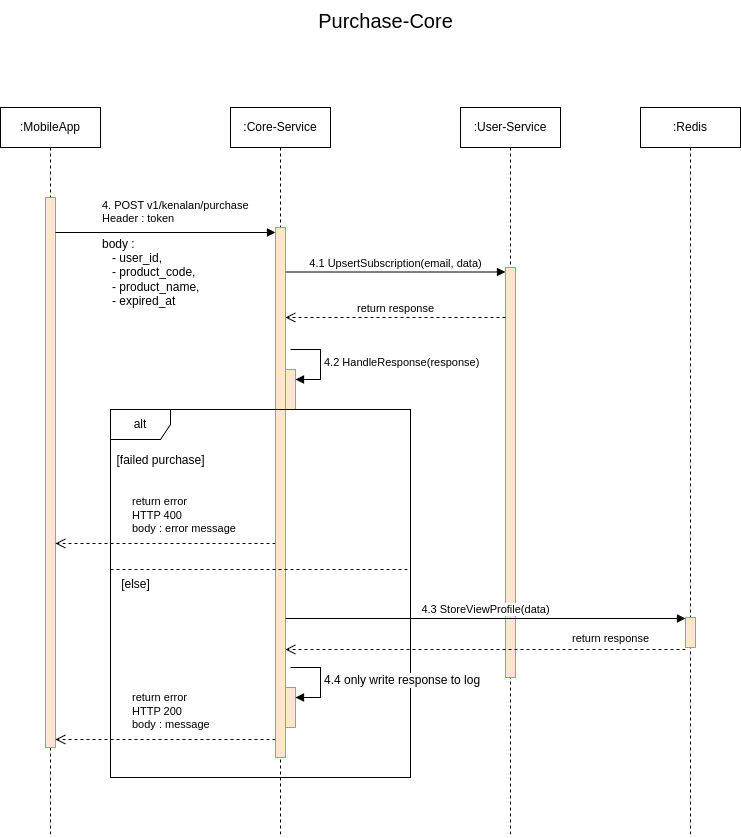 Purchase-Core
:MobileApp
:Core-Service
:User-Service
:Redis
4. POST v1/kenalan/purchase
Header : token
body :
- user_id,
- product_code,
- product_name,
- expired_at
4.1 UpsertSubscription(email, data)
return response
4.2 HandleResponse(response)
alt
[failed purchase]
return error
HTTP 400
body : error message
[else]
4.3 StoreViewProfile(data)
return response
4.4 only write response to log
return error
HTTP 200
body : message